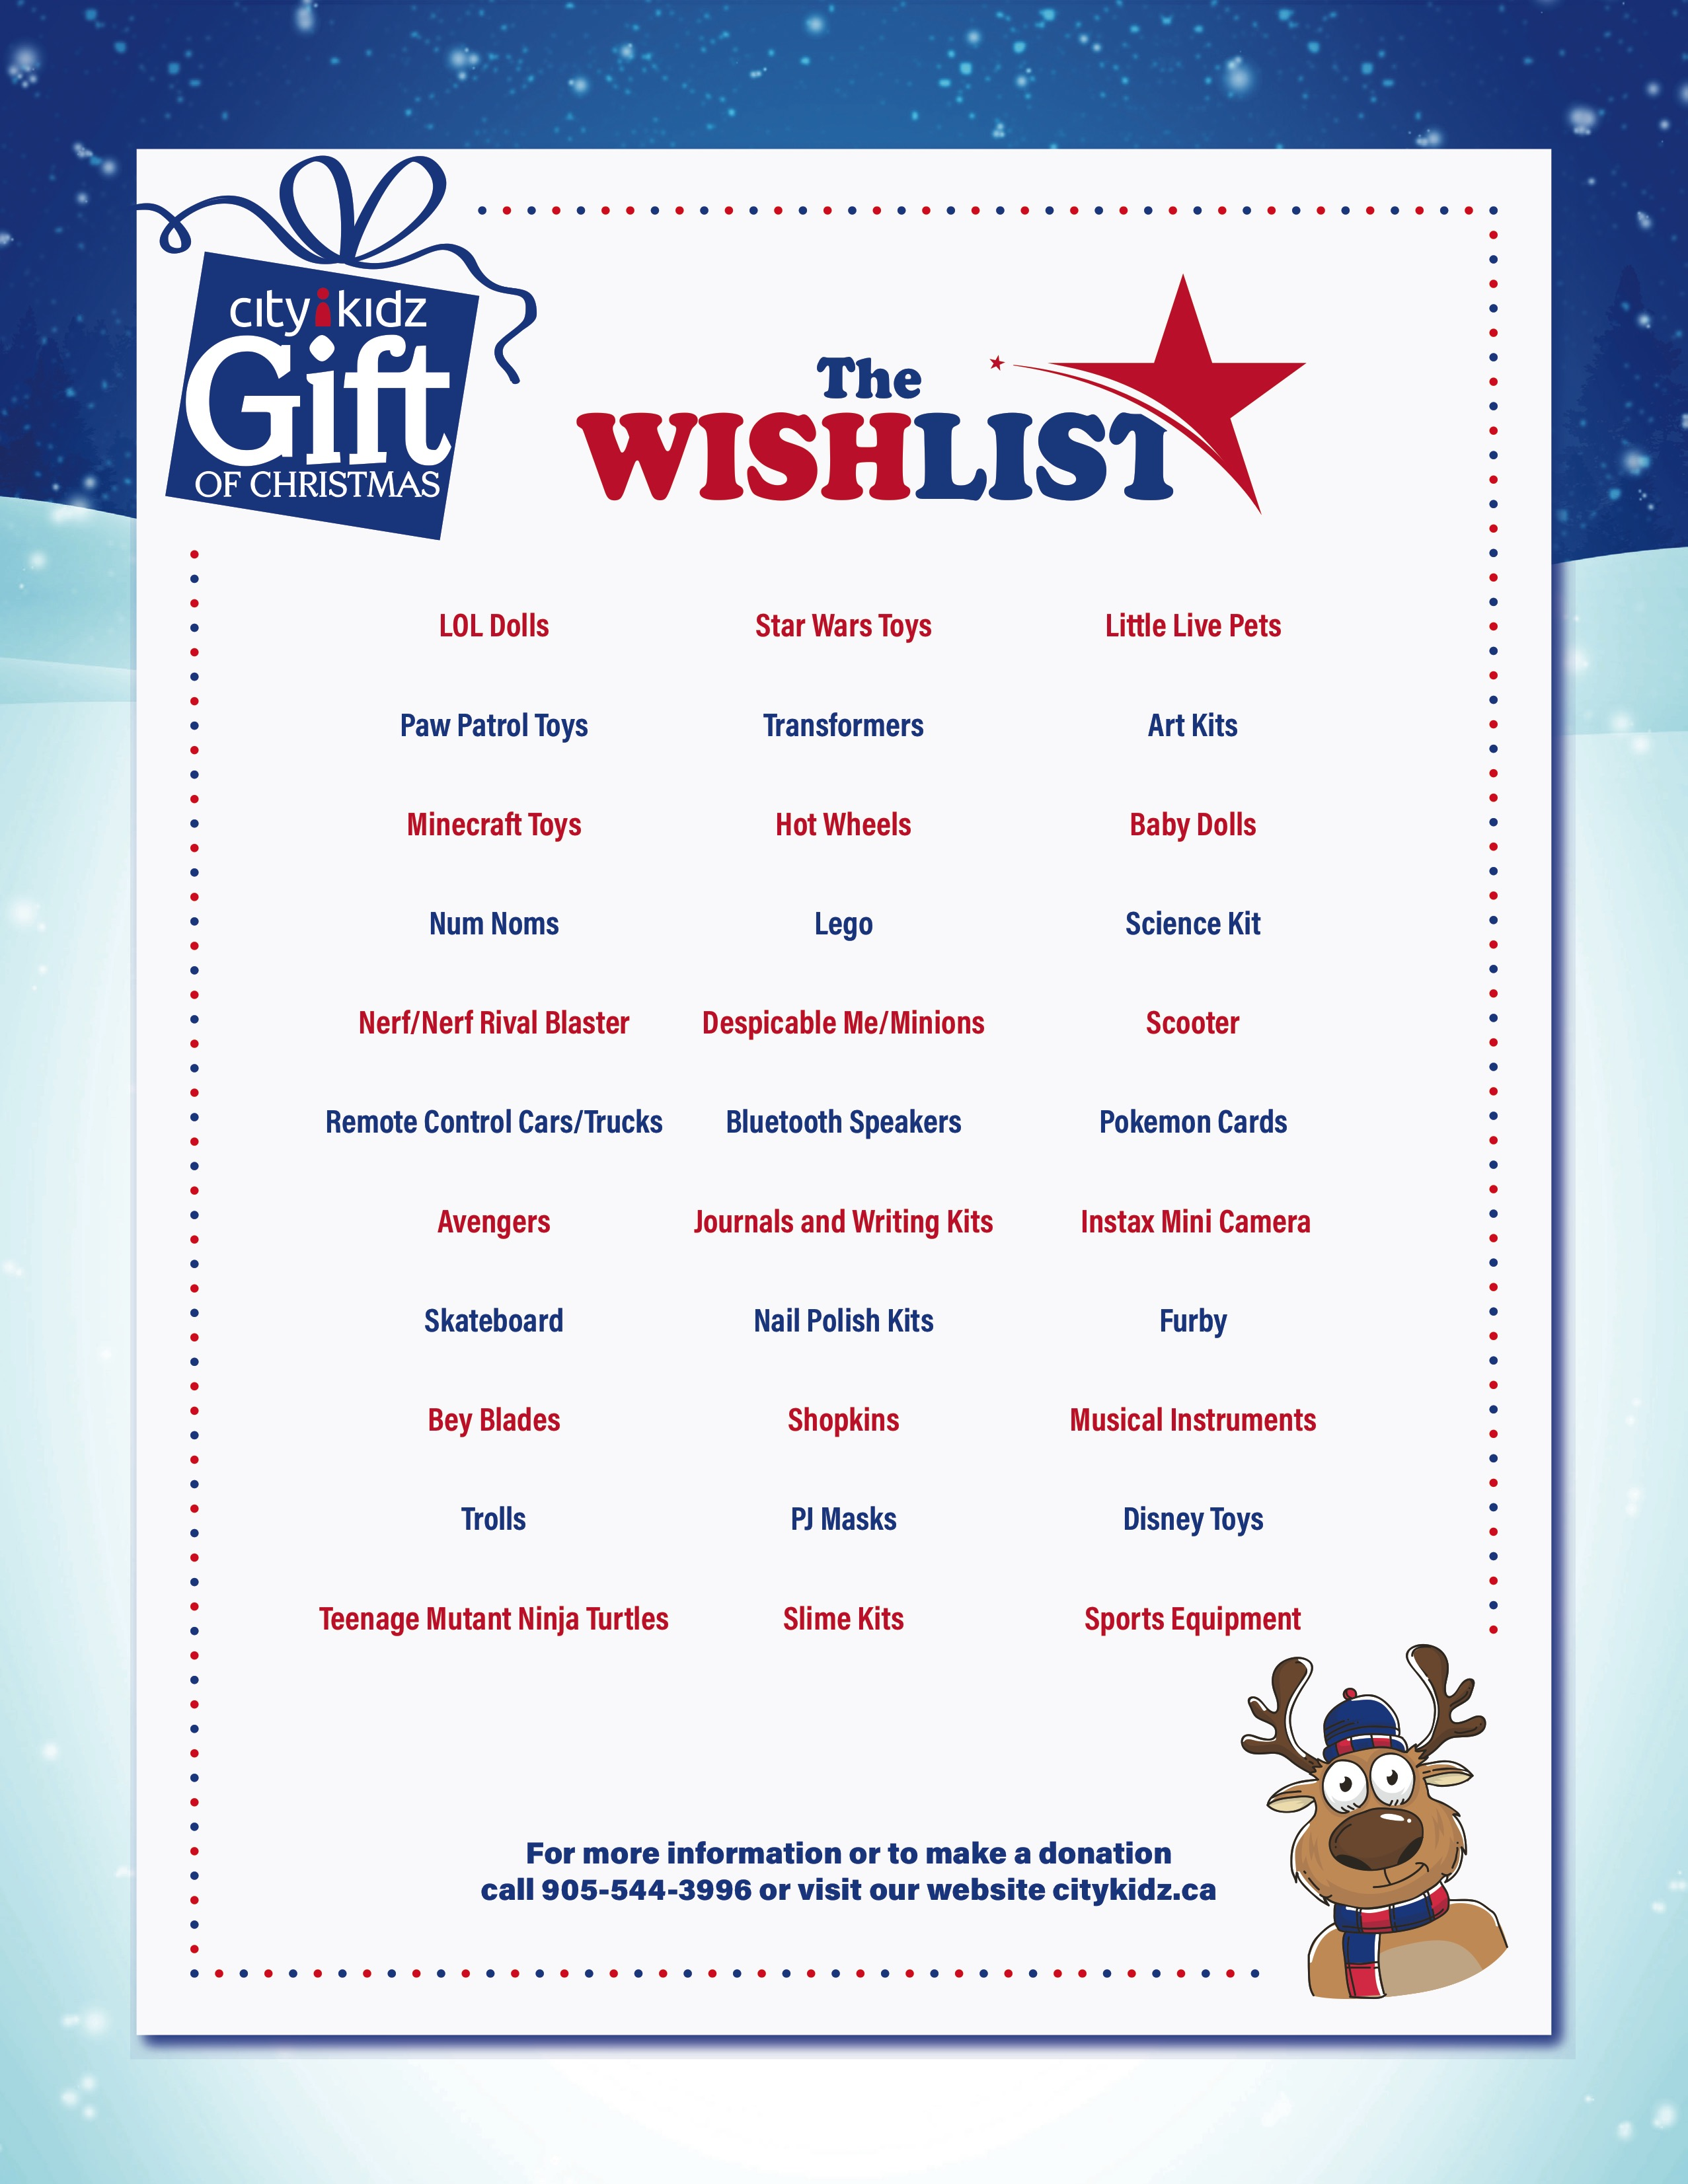 city kidz
Gift
OF CHRISTMAS
The
WISHLIST
LOL Dolls Star Wars Toys Little Live Pets
Paw Patrol Toys Transformers Art Kits
Minecraft Toys Hot Wheels Baby Dolls
Num Noms Lego Science Kit
Nerf/Nerf Rival Blaster Despicable Me/Minions Scooter
Remote Control Cars/Trucks Bluetooth Speakers Pokemon Cards
Avengers Journals and Writing Kits Instax Mini Camera
Skateboard Nail Polish Kits Furby
Bey Blades Shopkins Musical Instruments
Trolls PJ Masks Disney Toys
Teenage Mutant Ninja Turtles Slime Kits Sports Equipment
For more information or to make a donation
call 905-544-3996 or visit our website citykidz.ca